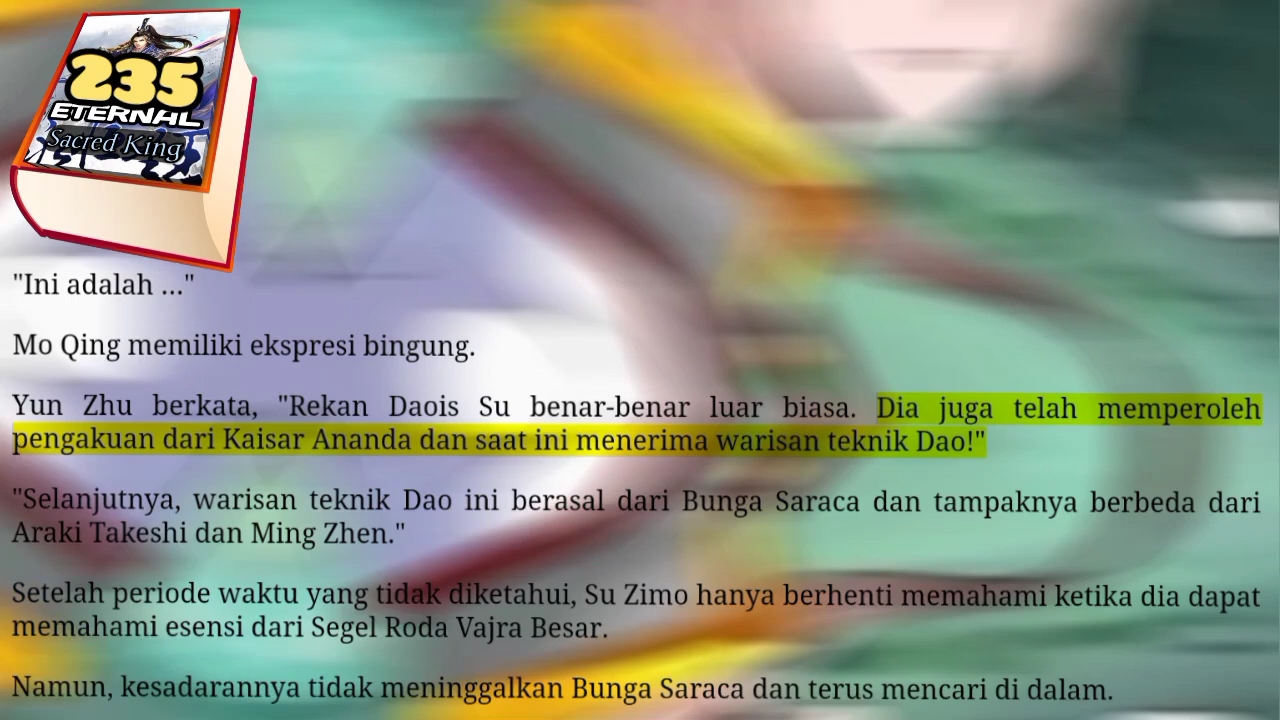 235
ETERNAL
Sacred King
"Ini adalah ..."
Mo Qing memiliki ekspresi bingung.
Yun Zhu berkata, "Rekan Daois Su benar-benar luar biasa. Dia juga telah memperoleh
pengakuan dari Kaisar Ananda dan saat ini menerima warisan teknik Dao!"
"Selanjutnya, warisan teknik Dao ini berasal dari Bunga Saraca dan tampaknya berbeda dari
Araki Takeshi dan Ming Zhen."
Setelah periode waktu yang tidak diketahui, Su Zimo hanya berhenti memahami ketika dia dapat
memahami esensi dari Segel Roda Vajra Besar.
Namun, kesadarannya tidak meninggalkan Bunga Saraca dan terus mencari di dalam.